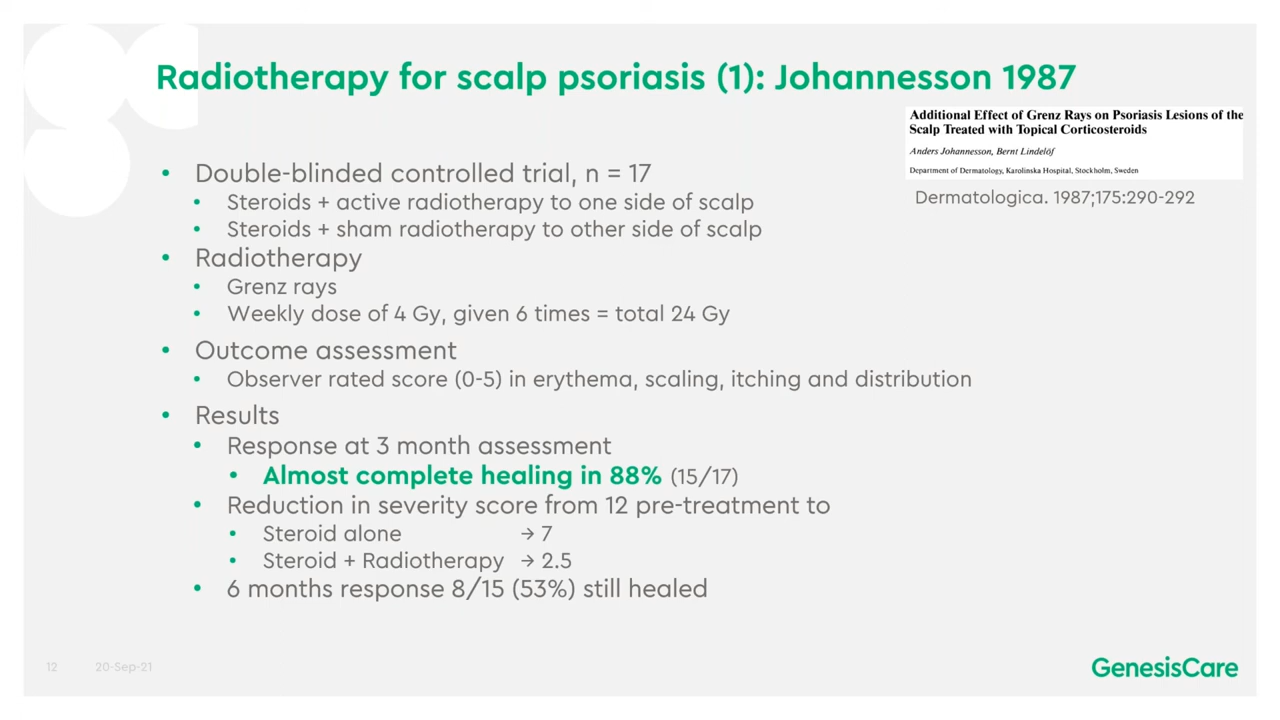 Radiotherapy for scalp psoriasis (1): Johannesson 1987
Additional Effect of Grenz Rays on Psoriasis Lesions of the
Scalp Treated with Topical Corticosteroids
Anders Johannesson, Bernt Lindelöf
Department of Dermatology, Karolinska Hospital, Stockholm, Sweden
Dermatologica. 1987;175:290-292
• Double-blinded controlled trial, n = 17
• Steroids + active radiotherapy to one side of scalp
• Steroids + sham radiotherapy to other side of scalp
• Radiotherapy
• Grenz rays
• Weekly dose of 4 Gy, given 6 times = total 24 Gy
• Outcome assessment
• Observer rated score (0-5) in erythema, scaling, itching and distribution
• Results
• Response at 3 month assessment
• Almost complete healing in 88% (15/17)
• Reduction in severity score from 12 pre-treatment to
• Steroid alone → 7
• Steroid + Radiotherapy → 2.5
• 6 months response 8/15 (53%) still healed
12 20-Sep-21
GenesisCare